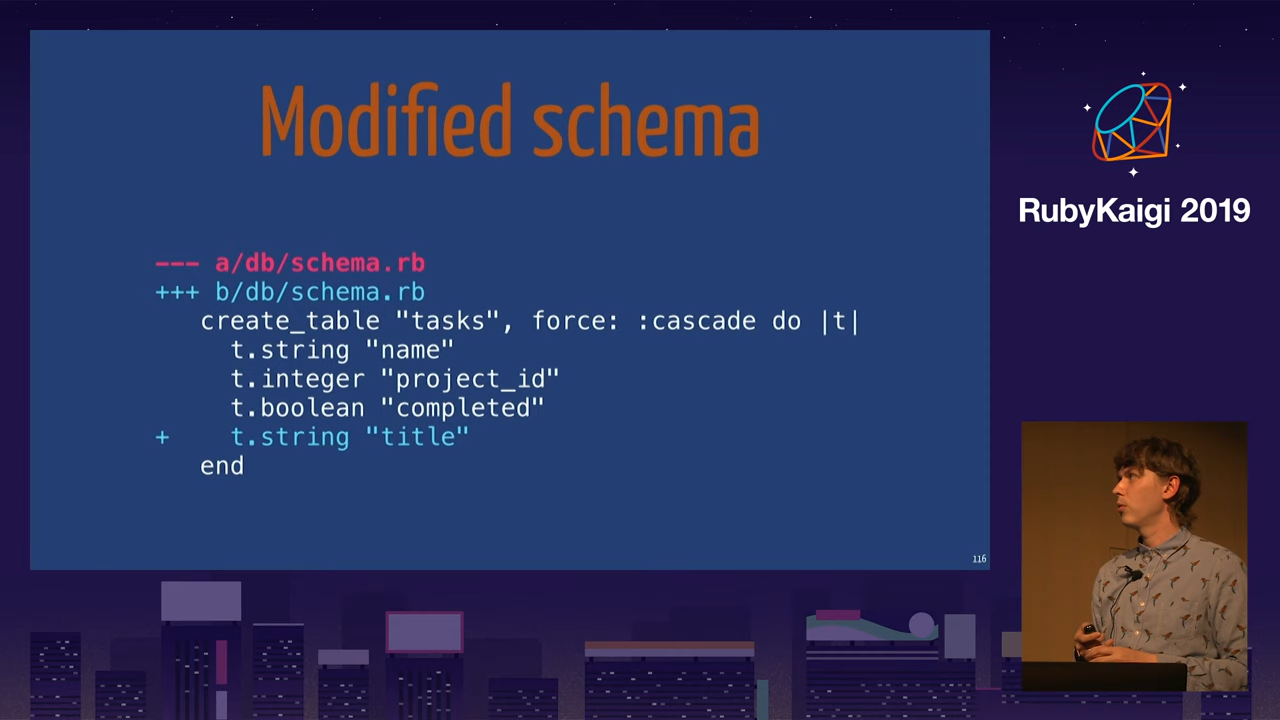 Modified schema
--- a/db/schema.rb
+++ b/db/schema.rb
   create_table "tasks", force: :cascade do |t|
     t.string "name"
     t.integer "project_id"
     t.boolean "completed"
+    t.string "title"
   end
116
RubyKaigi 2019